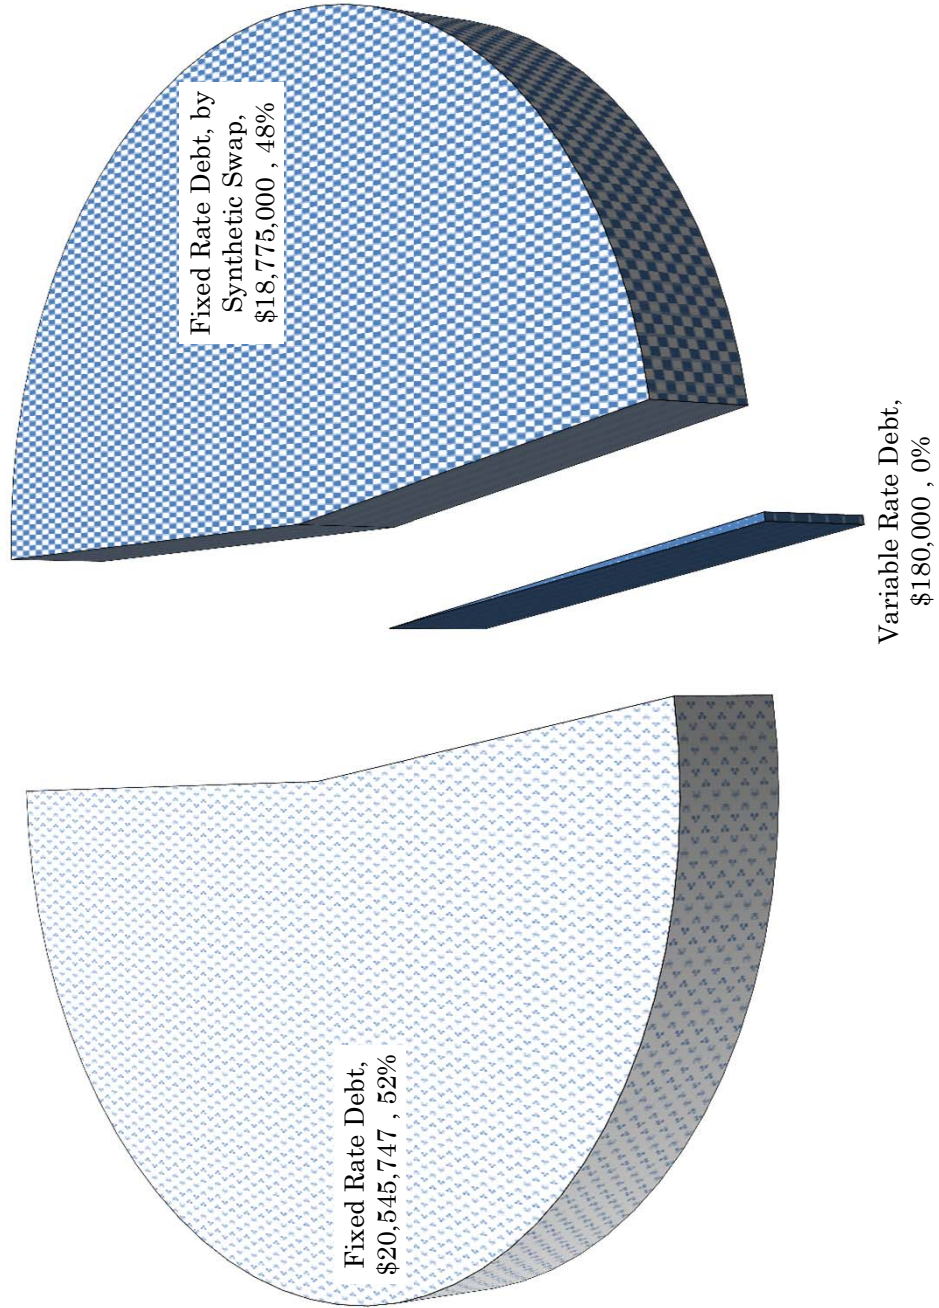 Fixed Rate Debt, by
Synthetic Swap,
$18,775,000 , 48%
Variable Rate Debt,
$180,000 , 0%
Fixed Rate Debt,
$20,545,747 , 52%